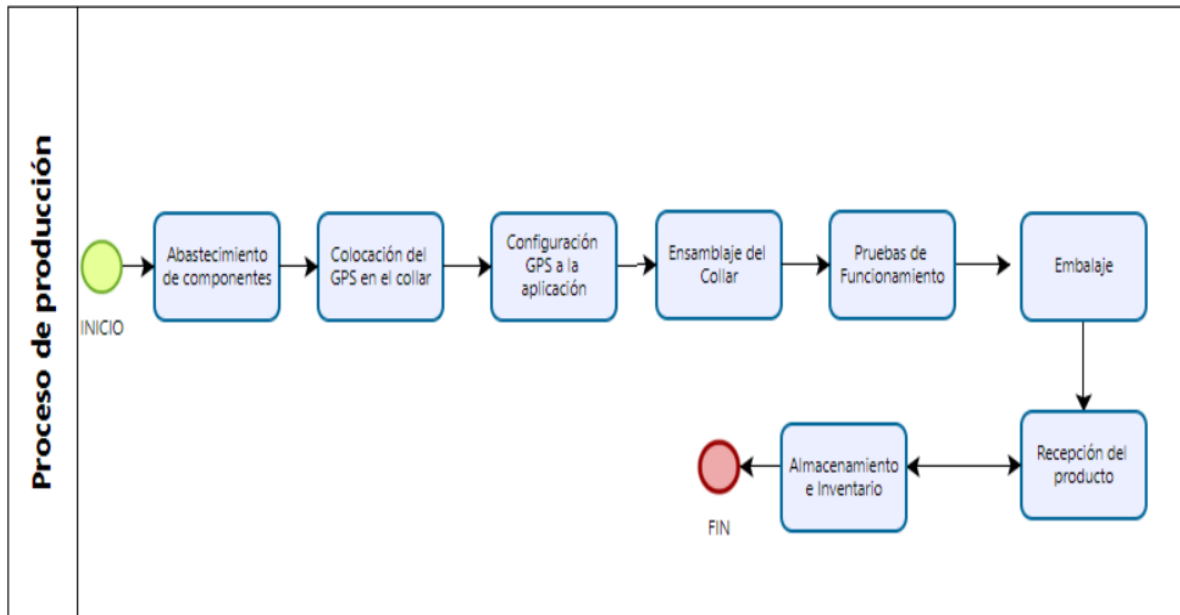 Proceso de producción
INICIO
Abastecimiento
de componentes
Colocación del
GPS en el collar
Configuración
GPS a la
aplicación
Ensamblaje del
Collar
Pruebas de
Funcionamiento
Embalaje
Recepción del
producto
Almacenamiento
e Inventario
FIN